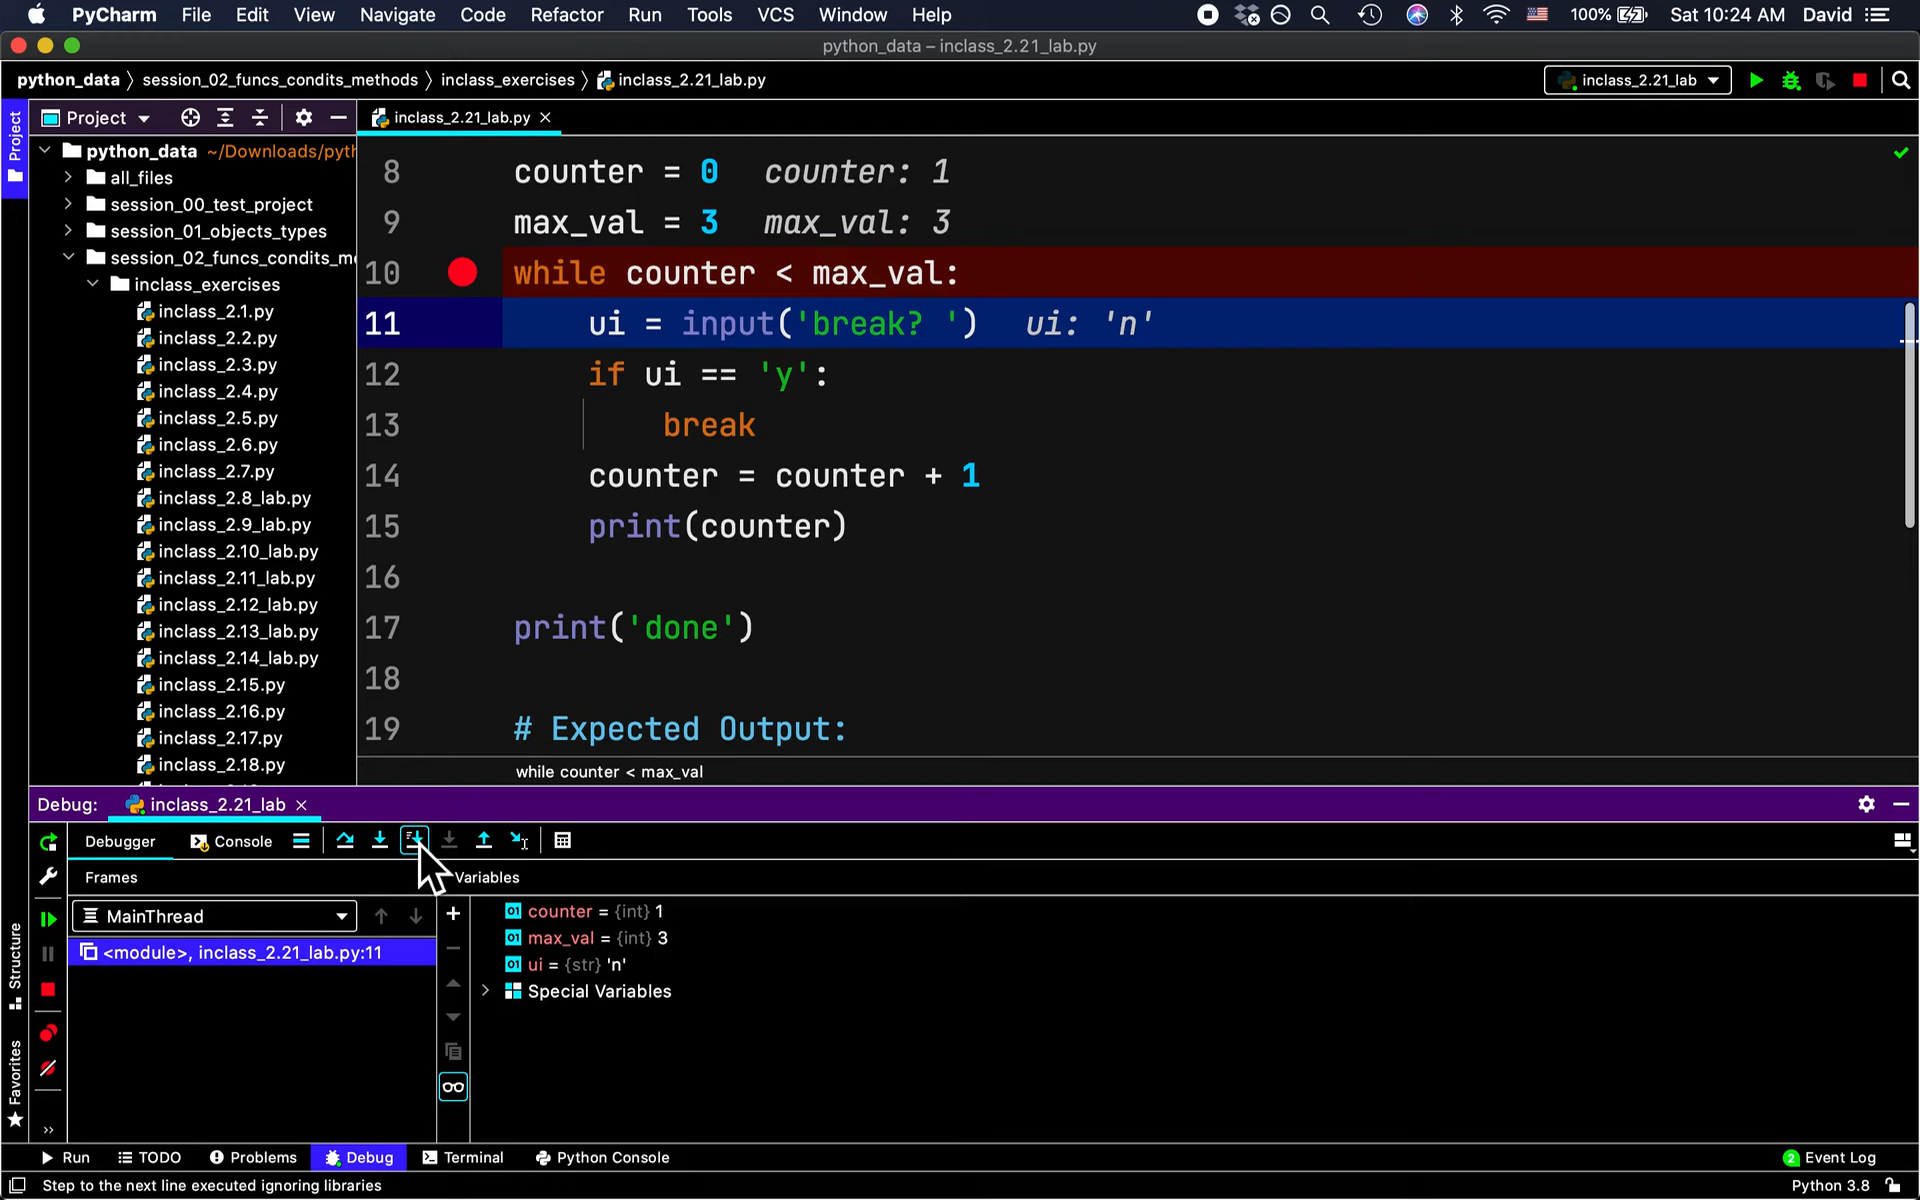 PyCharm File Edit View Navigate Code Refactor Run Tools VCS Window Help 100% Sat 10:24 AM David
python_data – inclass_2.21_lab.py
python_data session_02_funcs_condits_methods inclass_exercises inclass_2.21_lab.py inclass_2.21_lab
Project
Project
inclass_2.21_lab.py
python_data ~/Downloads/pyth
all_files
session_00_test_project
session_01_objects_types
session_02_funcs_condits_m
inclass_exercises
inclass_2.1.py
inclass_2.2.py
inclass_2.3.py
inclass_2.4.py
inclass_2.5.py
inclass_2.6.py
inclass_2.7.py
inclass_2.8_lab.py
inclass_2.9_lab.py
inclass_2.10_lab.py
inclass_2.11_lab.py
inclass_2.12_lab.py
inclass_2.13_lab.py
inclass_2.14_lab.py
inclass_2.15.py
inclass_2.16.py
inclass_2.17.py
inclass_2.18.py
8 counter = 0 counter: 1
9 max_val = 3 max_val: 3
10 while counter < max_val:
11 ui = input('break? ') ui: 'n'
12 if ui == 'y':
13 break
14 counter = counter + 1
15 print(counter)
16
17 print('done')
18
19 # Expected Output:
while counter < max_val
Debug: inclass_2.21_lab
Debugger Console
Frames Variables
MainThread
<module>, inclass_2.21_lab.py:11
counter = {int} 1
max_val = {int} 3
ui = {str} 'n'
Special Variables
Structure
Favorites
Run TODO Problems Debug Terminal Python Console 2 Event Log
Step to the next line executed ignoring libraries Python 3.8